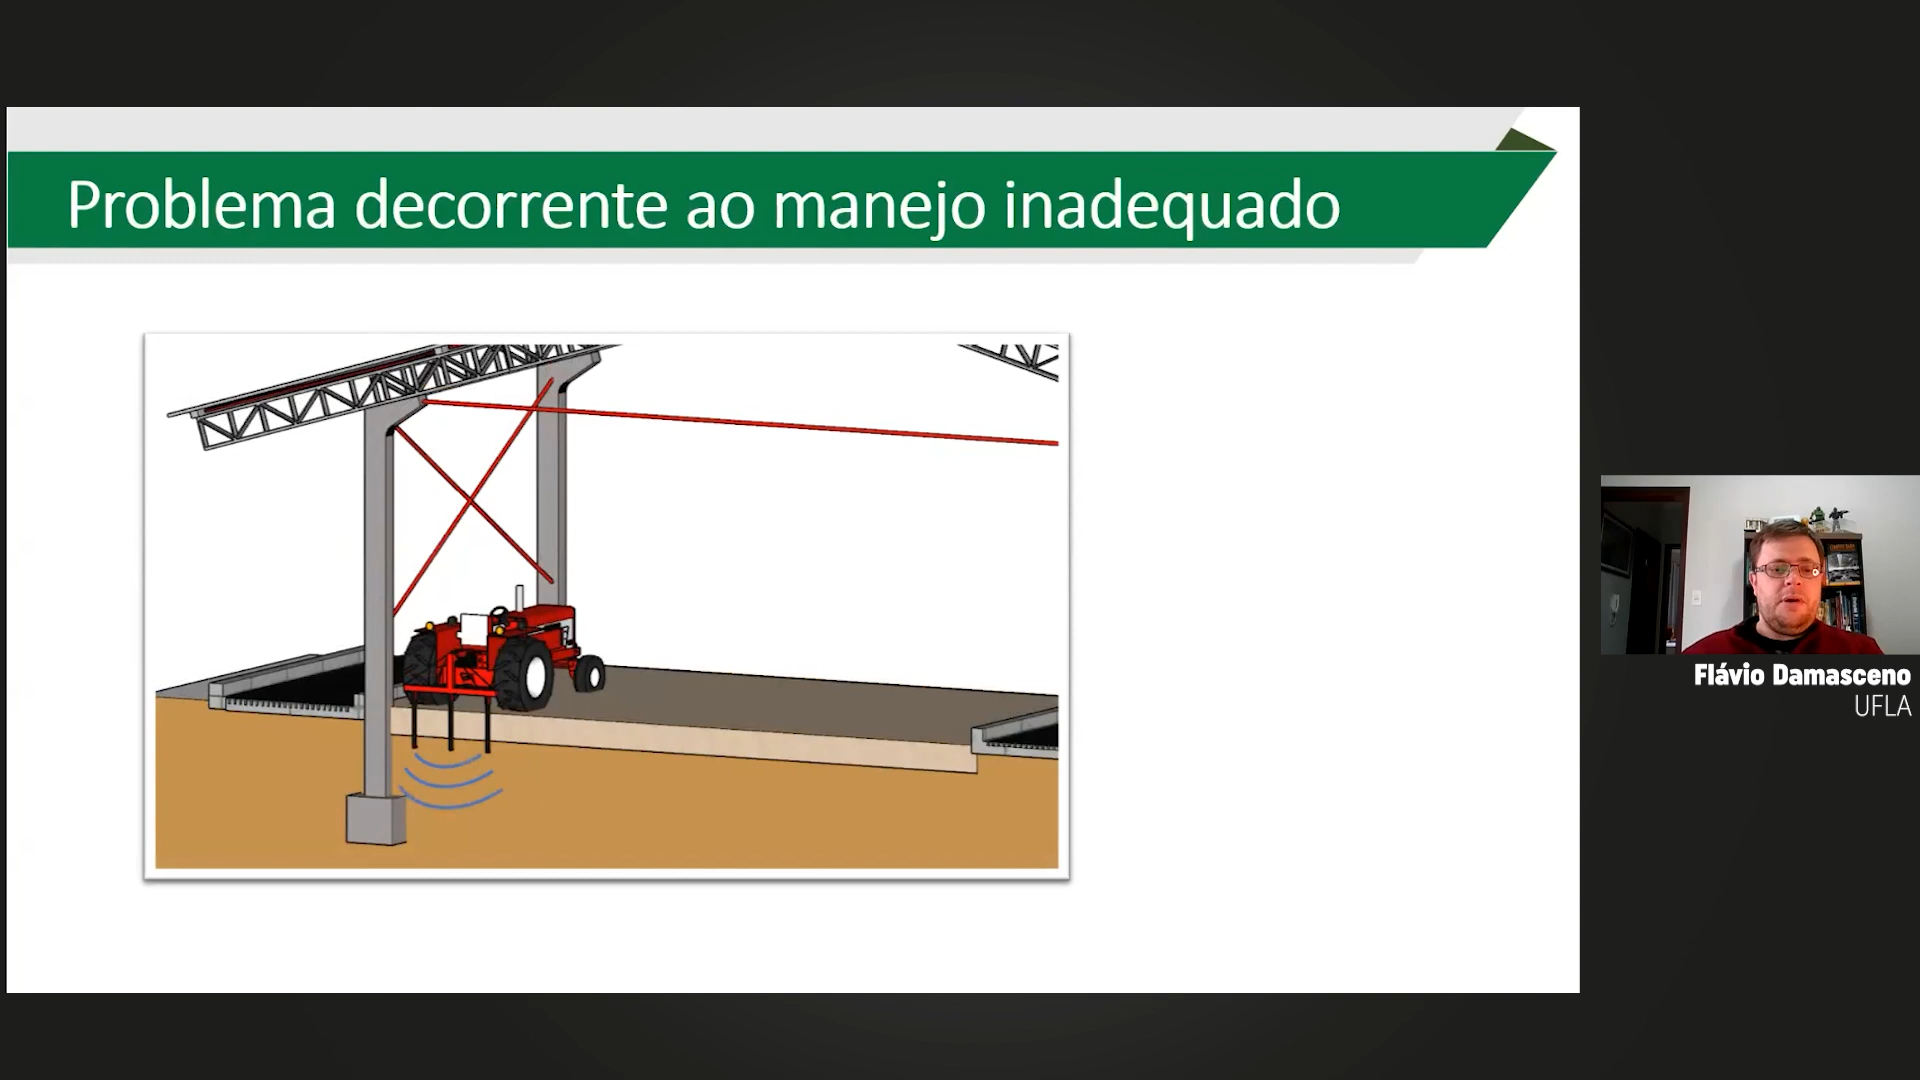 Problema decorrente ao manejo inadequado
Flávio Damasceno
UFLA